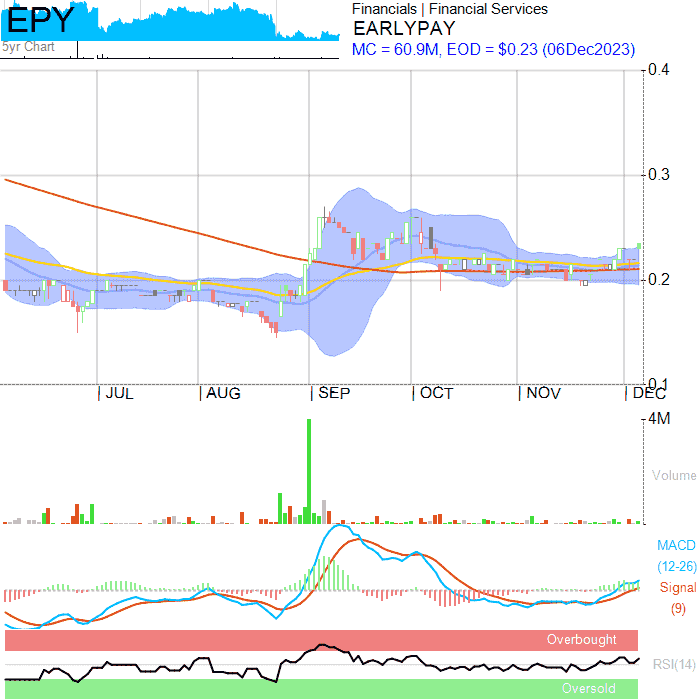 EPY
5yr Chart
Financials | Financial Services
EARLYPAY
MC = 60.9M, EOD = $0.23 (06Dec2023)
0.4
0.3
0.2
0.1
JUL
AUG
SEP
OCT
NOV
DEC
4M
Volume
MACD
(12-26)
Signal
(9)
Overbought
RSI(14)
Oversold